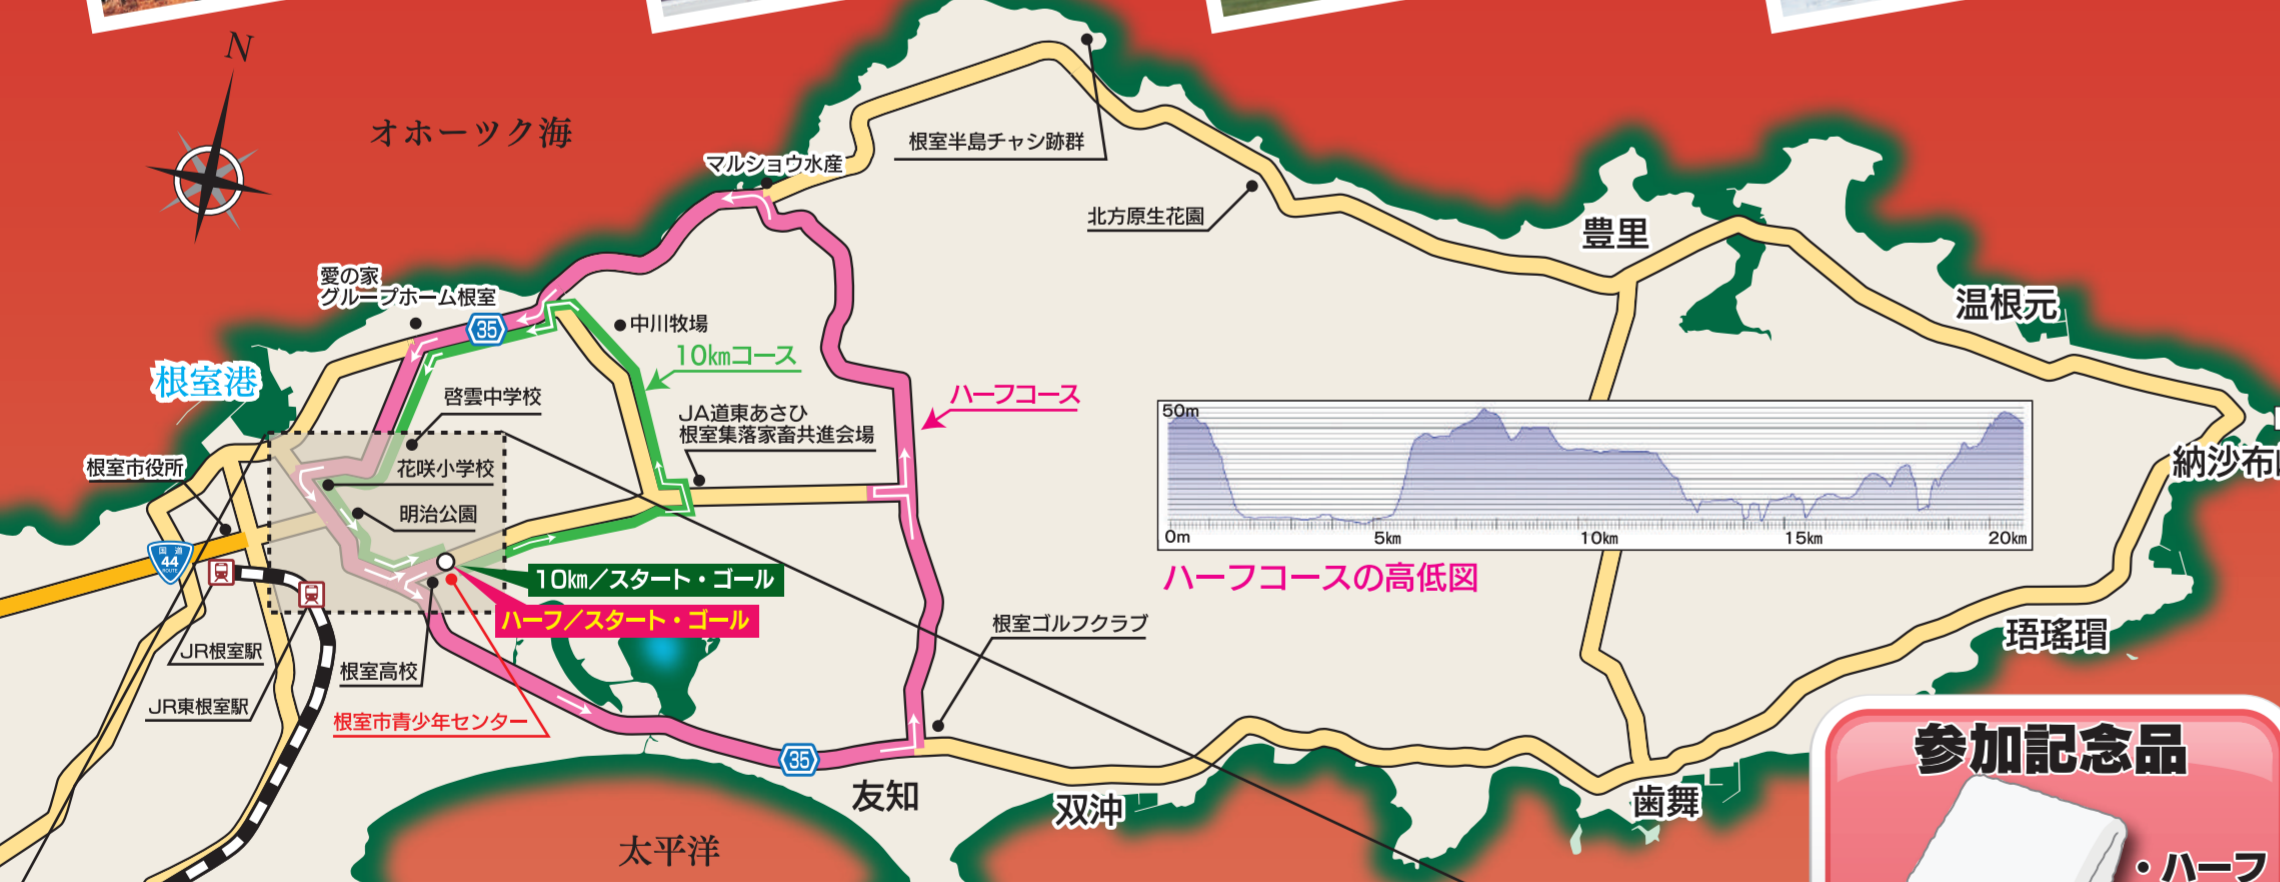 N
オホーツク海
マルショウ水産
根室半島チャシ跡群
北方原生花園
豊里
温根元
愛の家
グループホーム根室
35
中川牧場
根室港
10kmコース
啓雲中学校
JA道東あさひ
根室集落家畜共進会場
ハーフコース
50m
0m
5km
10km
15km
20km
ハーフコースの高低図
納沙布
根室市役所
花咲小学校
明治公園
国道
44
ROUTE
10km/スタート・ゴール
ハーフ/スタート・ゴール
根室ゴルフクラブ
珸瑤瑁
JR根室駅
根室高校
JR東根室駅
根室市青少年センター
35
友知
双沖
歯舞
太平洋
参加記念品
・ハーフ